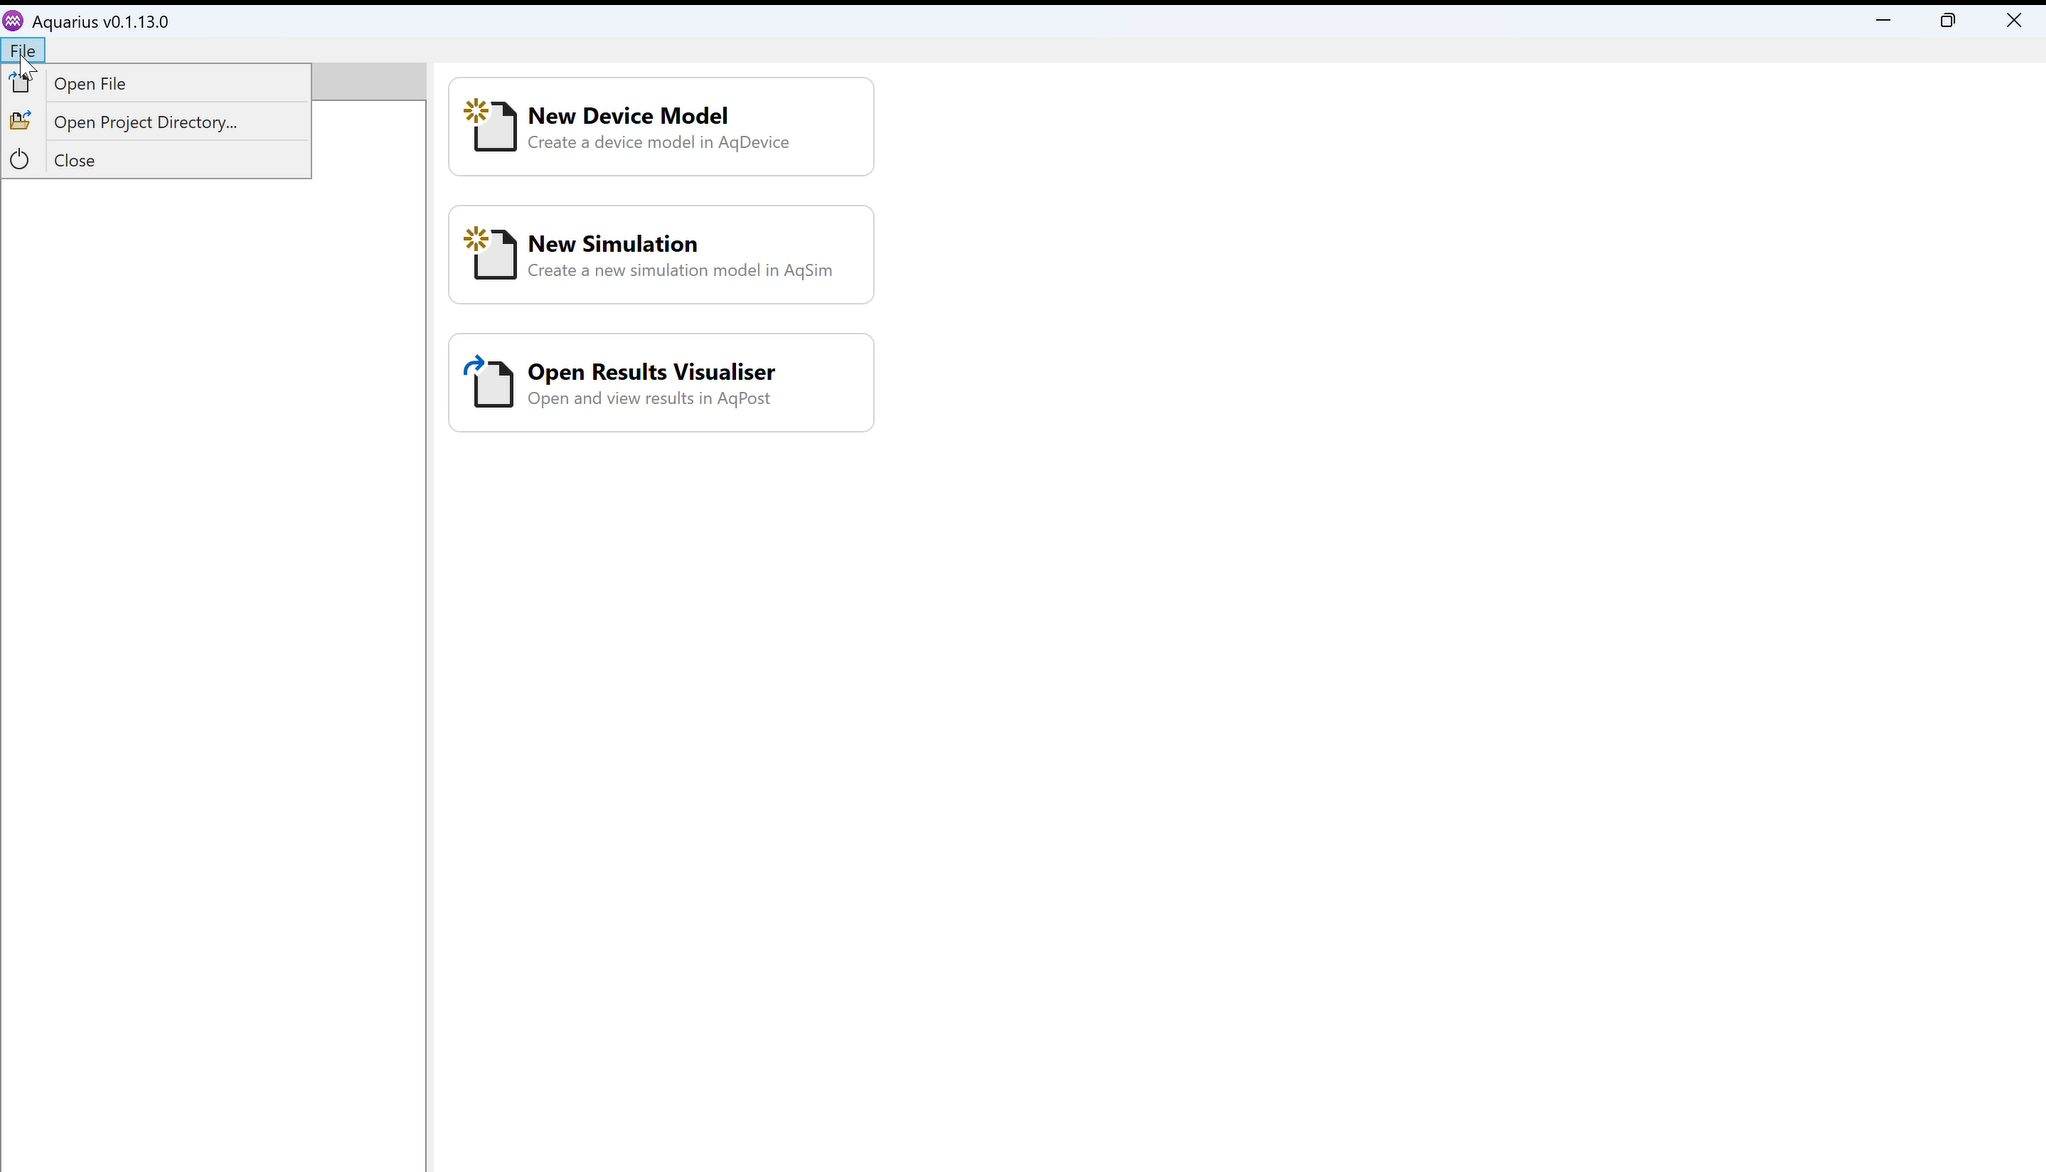 Aquarius v0.1.13.0
File
Open File
Open Project Directory...
Close
New Device Model
Create a device model in AqDevice
New Simulation
Create a new simulation model in AqSim
Open Results Visualiser
Open and view results in AqPost